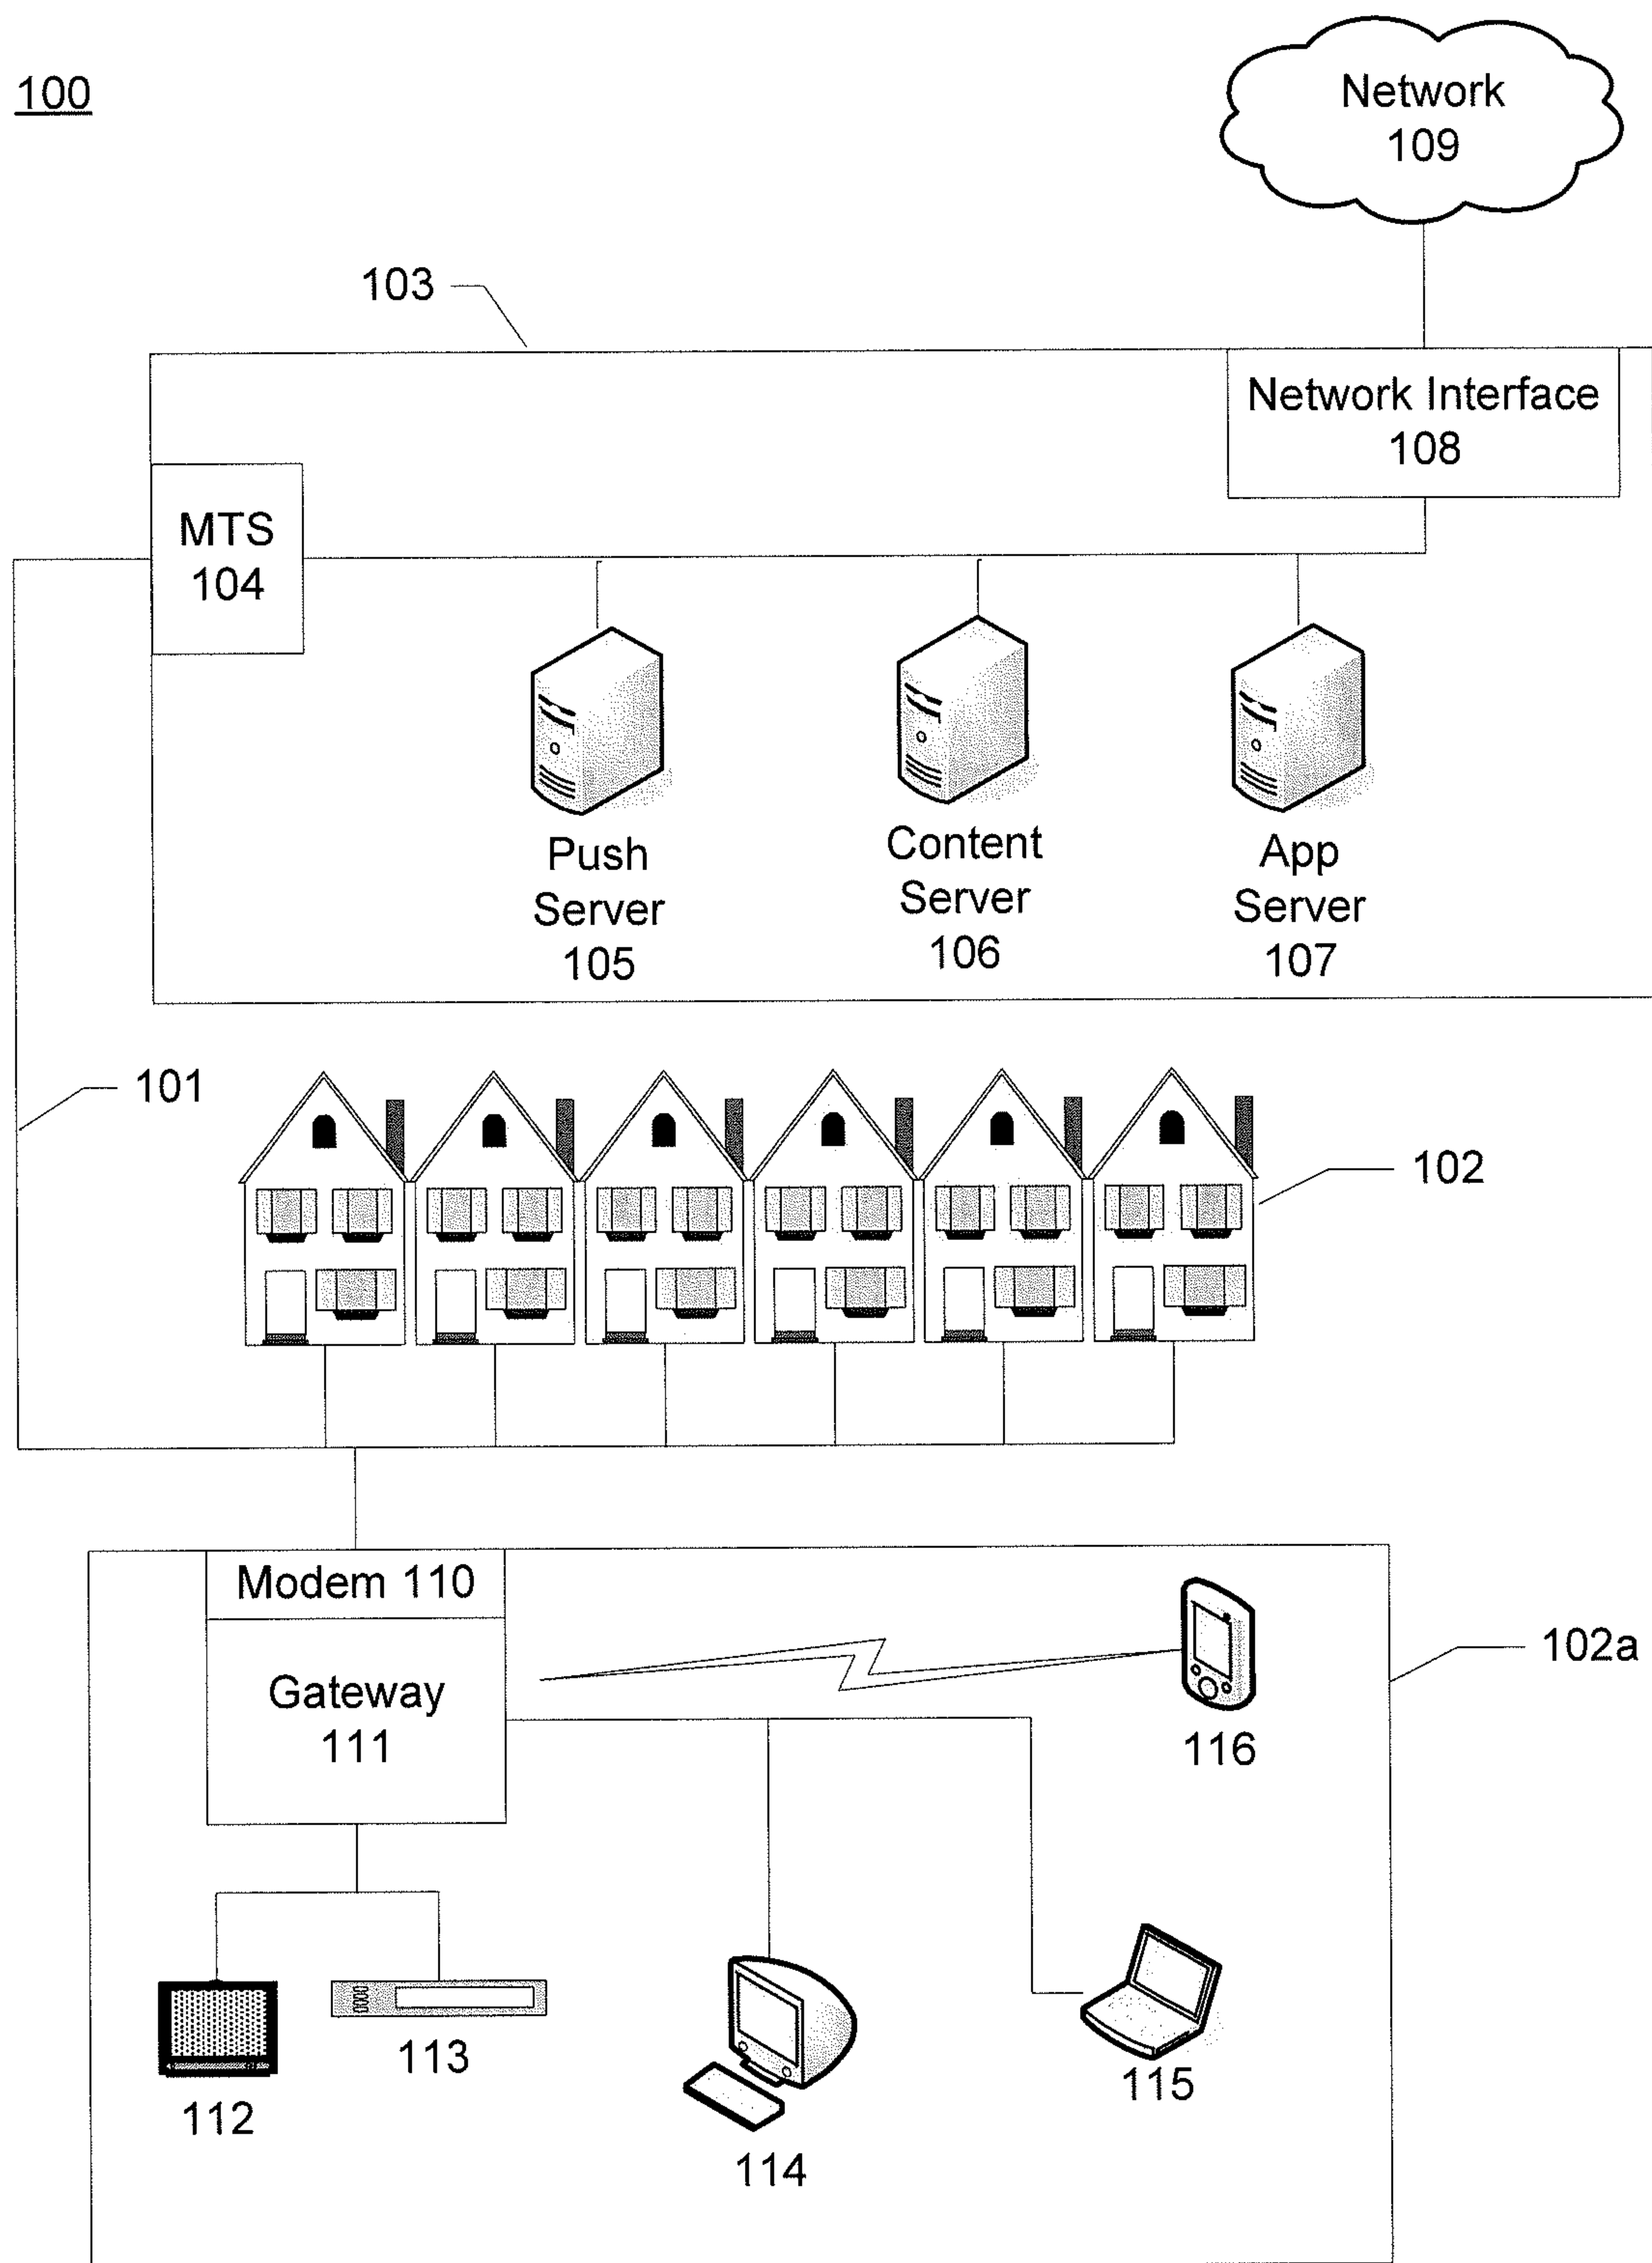 100
Network
109
103
Network Interface
108
MTS
104
Push
Server
105
Content
Server
106
App
Server
107
101
102
Modem 110
Gateway
111
102a
116
112
113
114
115